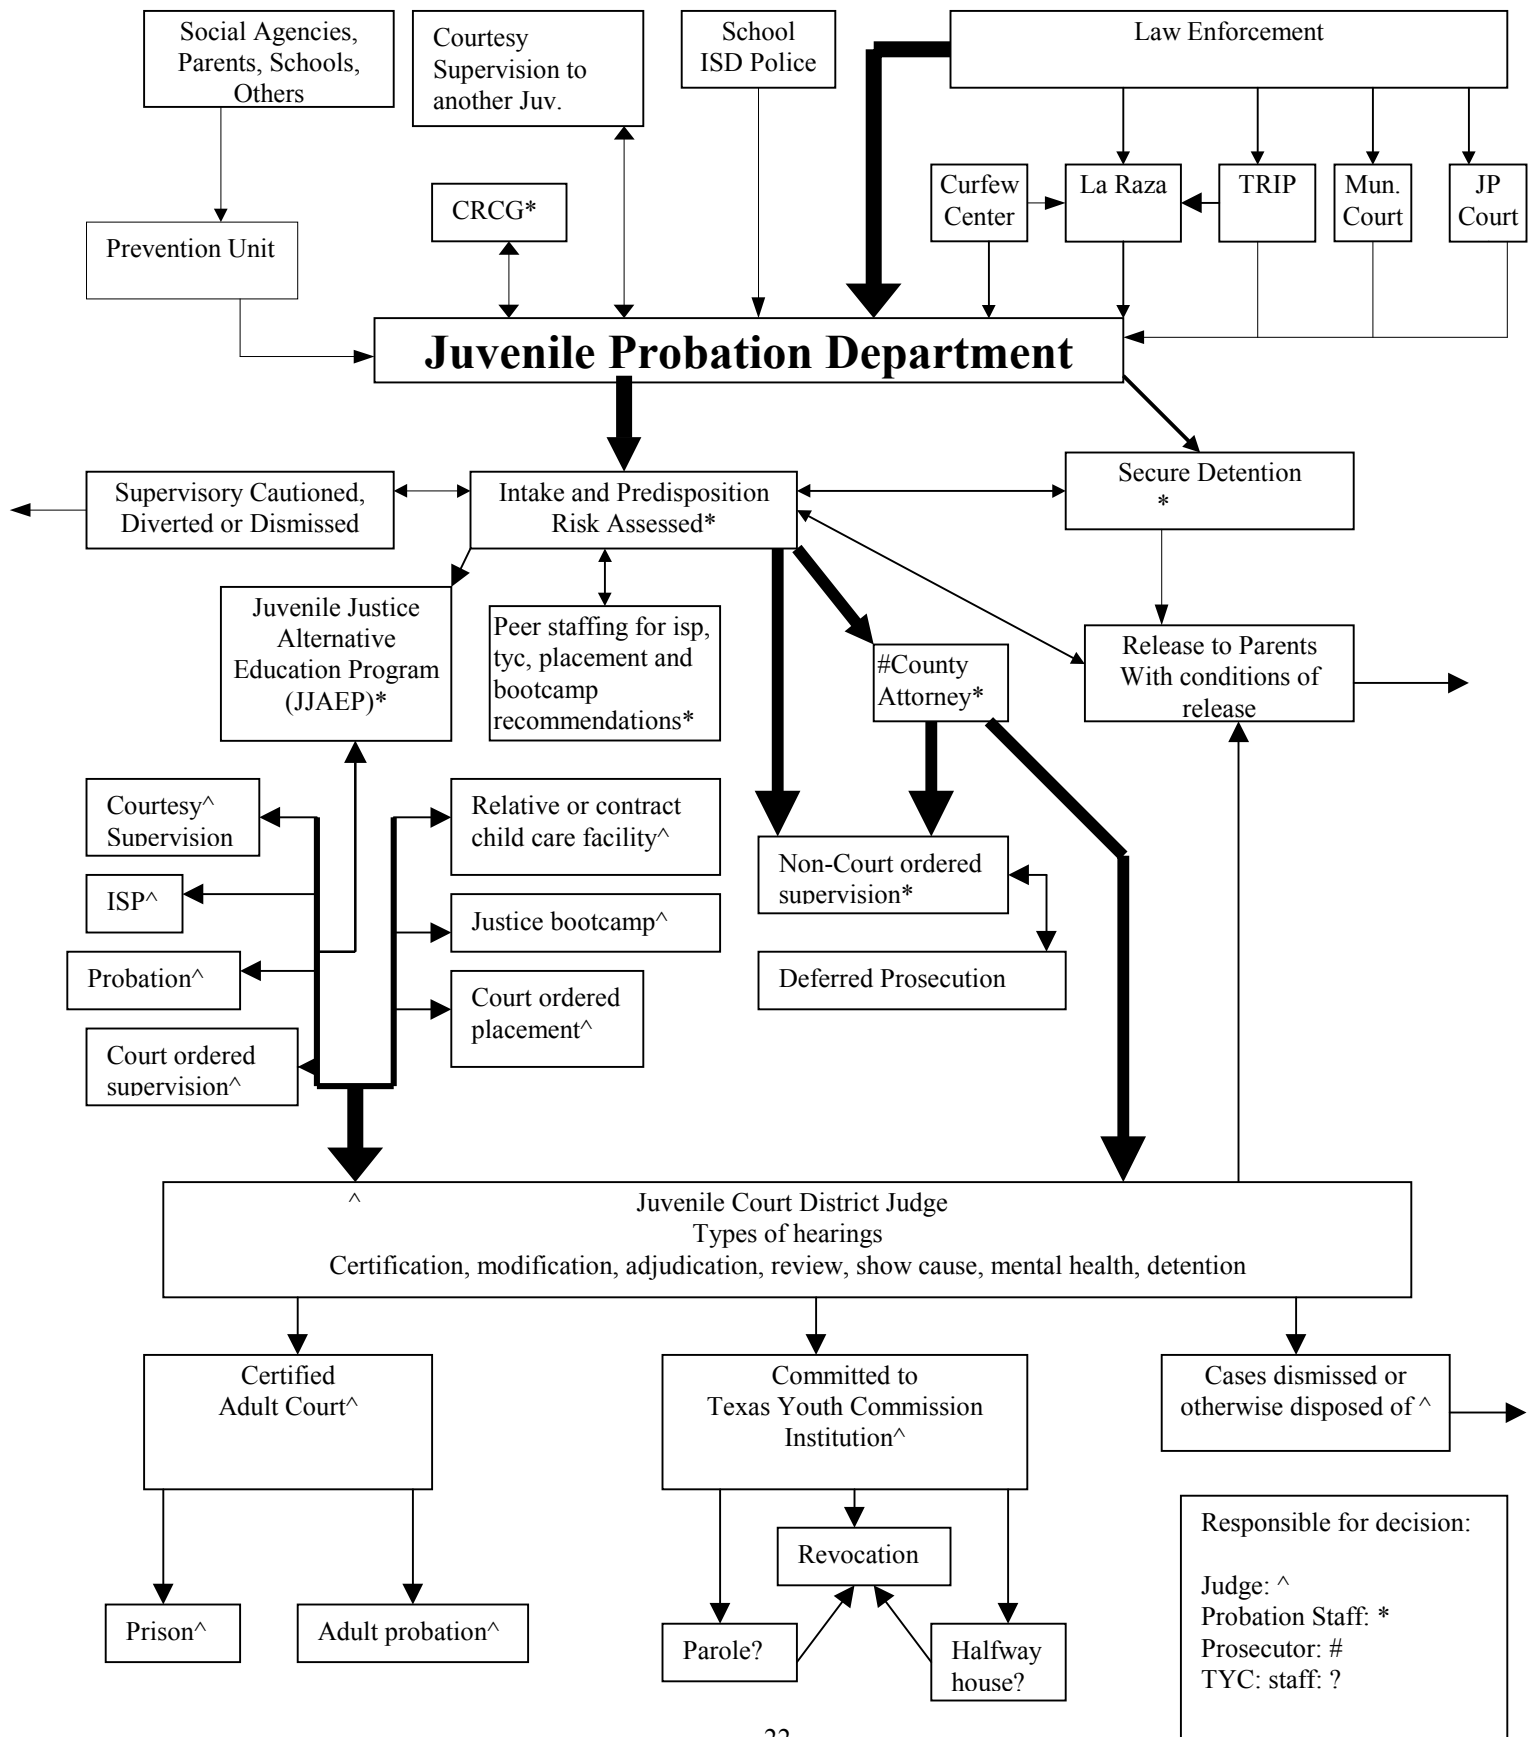 Social Agencies,
Parents, Schools,
Others
Courtesy
Supervision to
another Juv.
School
ISD Police
Law Enforcement
CRCG*
Curfew
Center
La Raza
TRIP
Mun.
Court
JP
Court
Prevention Unit
Juvenile Probation Department
Supervisory Cautioned,
Diverted or Dismissed
Intake and Predisposition
Risk Assessed*
Secure Detention
*
Juvenile Justice
Alternative
Education Program
(JJAEP)*
Peer staffing for isp,
tyc, placement and
bootcamp
recommendations*
#County
Attorney*
Release to Parents
With conditions of
release
Courtesy^
Supervision
Relative or contract
child care facility^
ISP^
Justice bootcamp^
Non-Court ordered
supervision*
Probation^
Court ordered
placement^
Deferred Prosecution
Court ordered
supervision^
^ Juvenile Court District Judge
Types of hearings
Certification, modification, adjudication, review, show cause, mental health, detention
Certified
Adult Court^
Committed to
Texas Youth Commission
Institution^
Cases dismissed or
otherwise disposed of ^
Revocation
Prison^
Adult probation^
Parole?
Halfway
house?
Responsible for decision:
Judge: ^
Probation Staff: *
Prosecutor: #
TYC: staff: ?
22